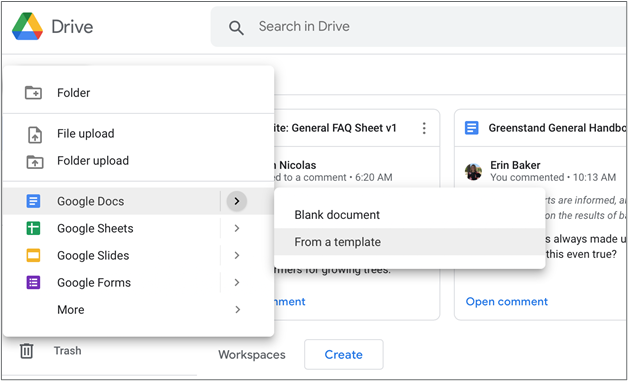 Drive
Search in Drive
Folder
File upload
Folder upload
Google Docs
Google Sheets
Google Slides
Google Forms
More
Trash
Blank document
From a template
ite: General FAQ Sheet v1
Nicolas
ed to a comment • 6:20 AM
rmers for growing trees.
mment
Greenstand General Handbo
Erin Baker
You commented • 10:13 AM
rts are informed, a
on the results of ba
s always made u
this even true?
Open comment
Workspaces
Create